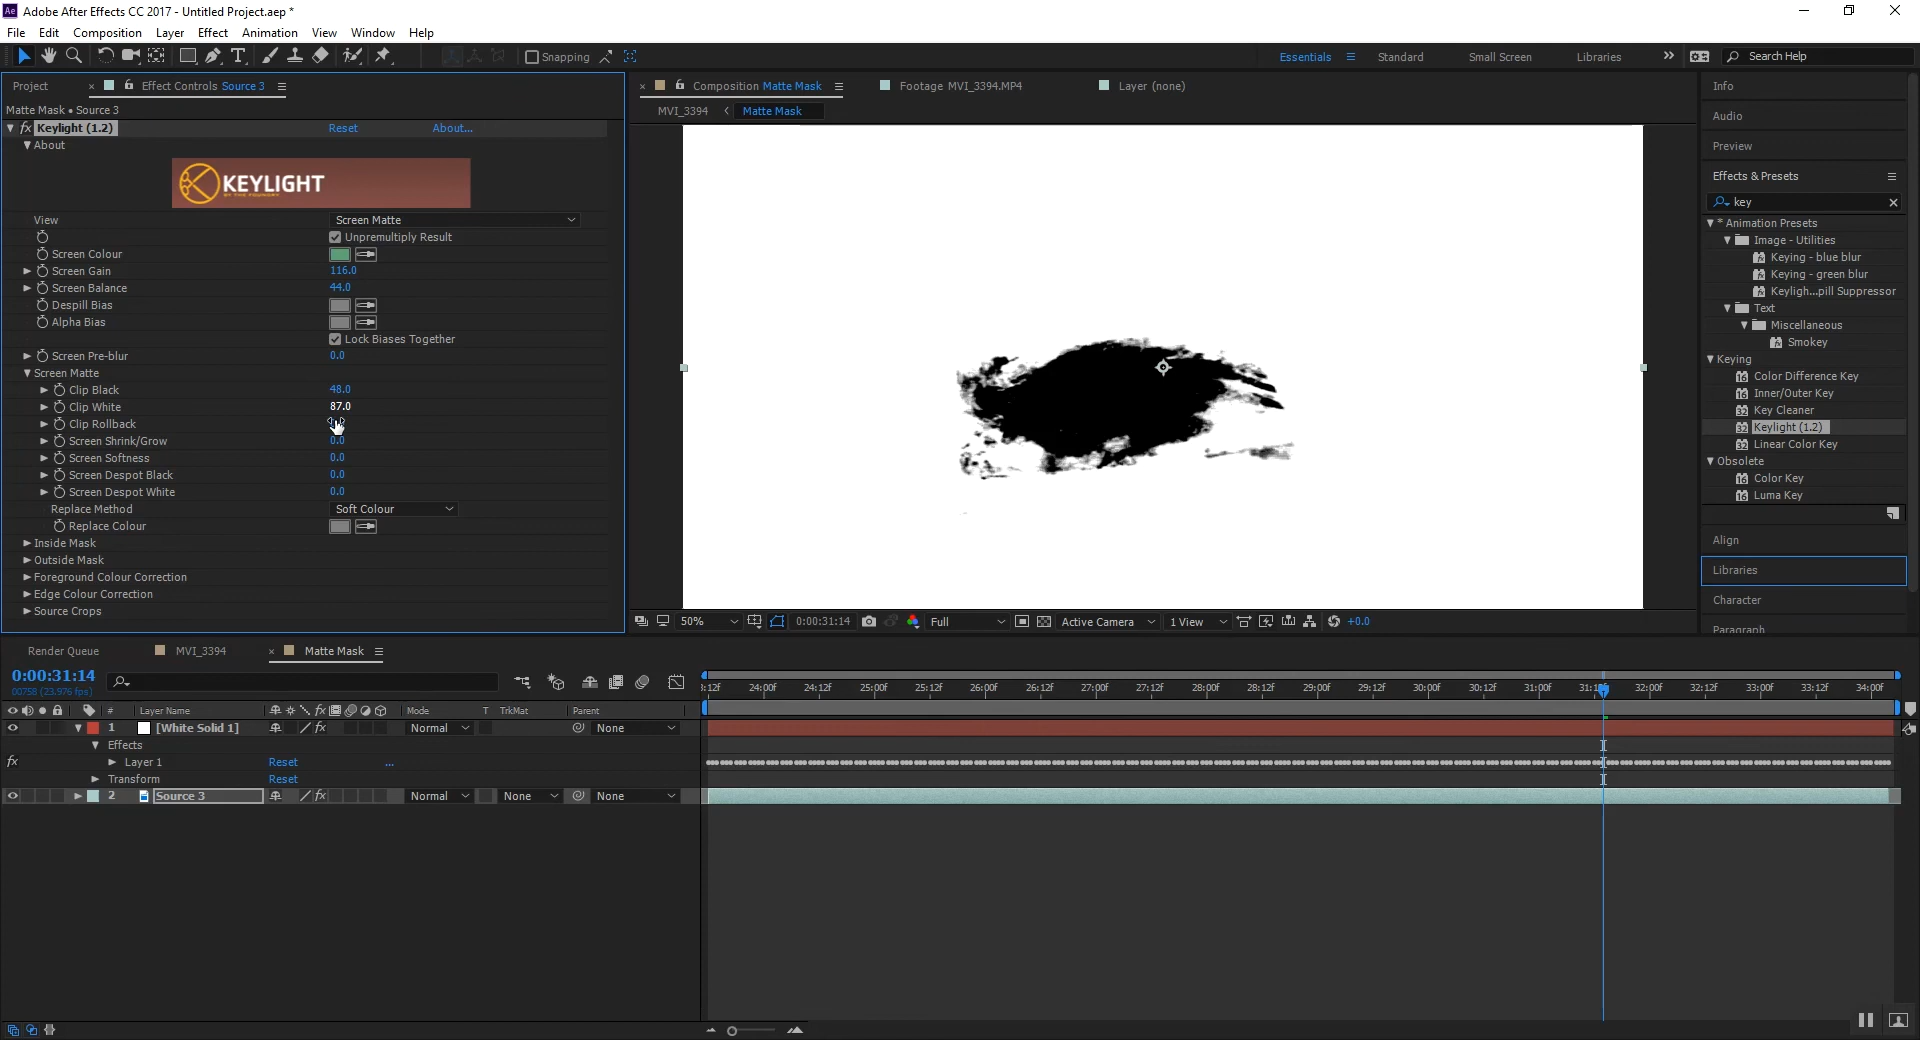 Adobe After Effects CC 2017 - Untitled Project.aep *
File Edit Composition Layer Effect Animation View Window Help
Snapping
Essentials Standard Small Screen Libraries Search Help
Project Effect Controls Source 3
Matte Mask • Source 3
Keylight (1.2) Reset About...
About
KEYLIGHT
BY THE FOUNDRY
View Screen Matte
Unpremultiply Result
Screen Colour
Screen Gain 116.0
Screen Balance 44.0
Despill Bias
Alpha Bias
Lock Biases Together
Screen Pre-blur 0.0
Screen Matte
Clip Black 48.0
Clip White 87.0
Clip Rollback
Screen Shrink/Grow 0.0
Screen Softness 0.0
Screen Despot Black 0.0
Screen Despot White 0.0
Replace Method Soft Colour
Replace Colour
Inside Mask
Outside Mask
Foreground Colour Correction
Edge Colour Correction
Source Crops
Composition Matte Mask Footage MVI_3394.MP4 Layer (none)
MVI_3394 Matte Mask
50% 0:00:31:14 Full Active Camera 1 View +0.0
Info
Audio
Preview
Effects & Presets
key
* Animation Presets
Image - Utilities
Keying - blue blur
Keying - green blur
Keyligh...pill Suppressor
Text
Miscellaneous
Smokey
Keying
Color Difference Key
Inner/Outer Key
Key Cleaner
Keylight (1.2)
Linear Color Key
Obsolete
Color Key
Luma Key
Align
Libraries
Character
Paragraph
Render Queue MVI_3394 Matte Mask
0:00:31:14
00758 (23.976 fps)
:12f 24:00f 24:12f 25:00f 25:12f 26:00f 26:12f 27:00f 27:12f 28:00f 28:12f 29:00f 29:12f 30:00f 30:12f 31:00f 32:00f 32:12f 33:00f 33:12f 34:00f
# Layer Name Mode T TrkMat Parent
1 [White Solid 1] Normal None
Effects
Layer 1 Reset ...
Transform Reset
2 Source 3 Normal None None